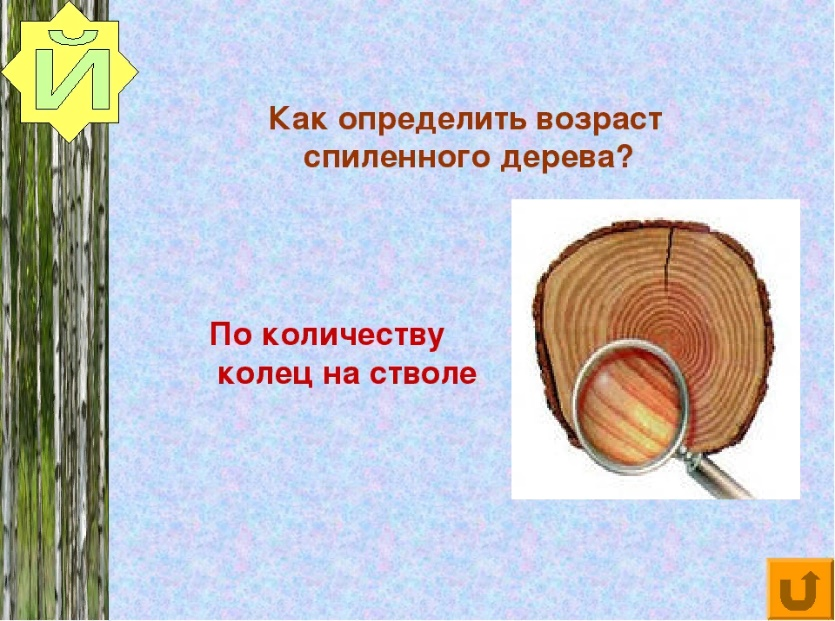 Й
Как определить возраст
спиленного дерева?
По количеству
колец на стволе